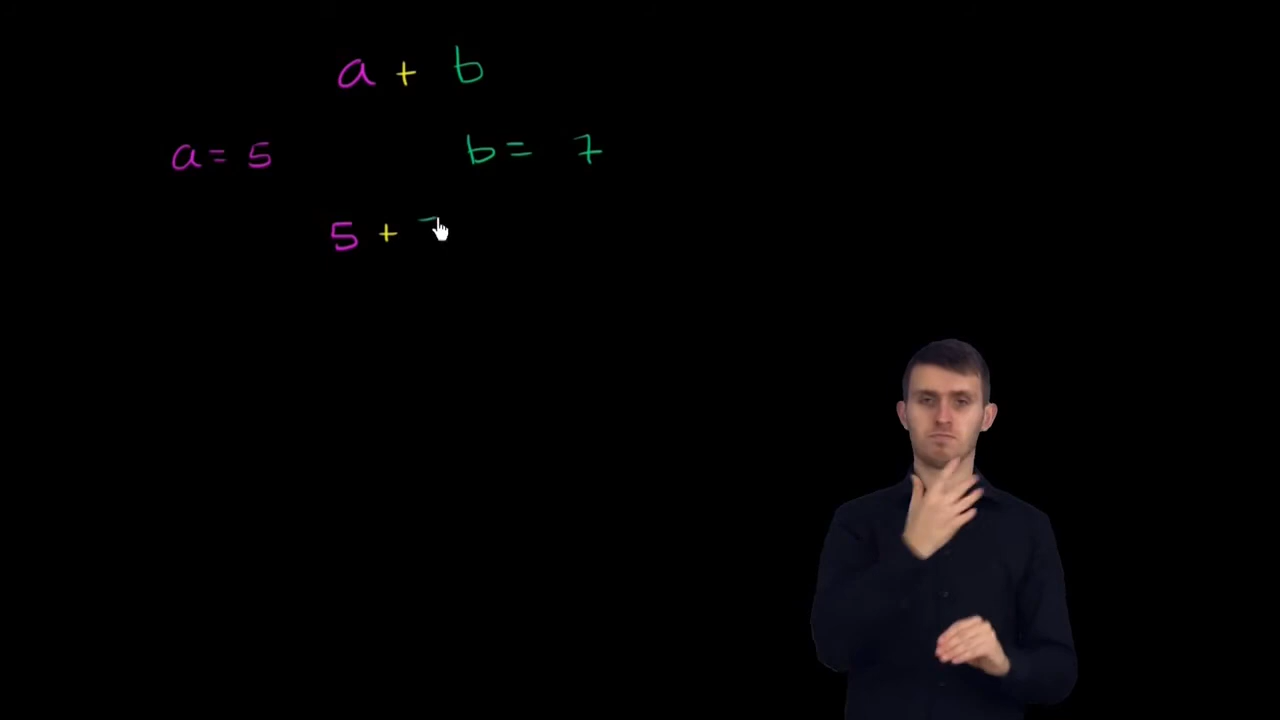 a + b
a = 5 b = 7
5 +